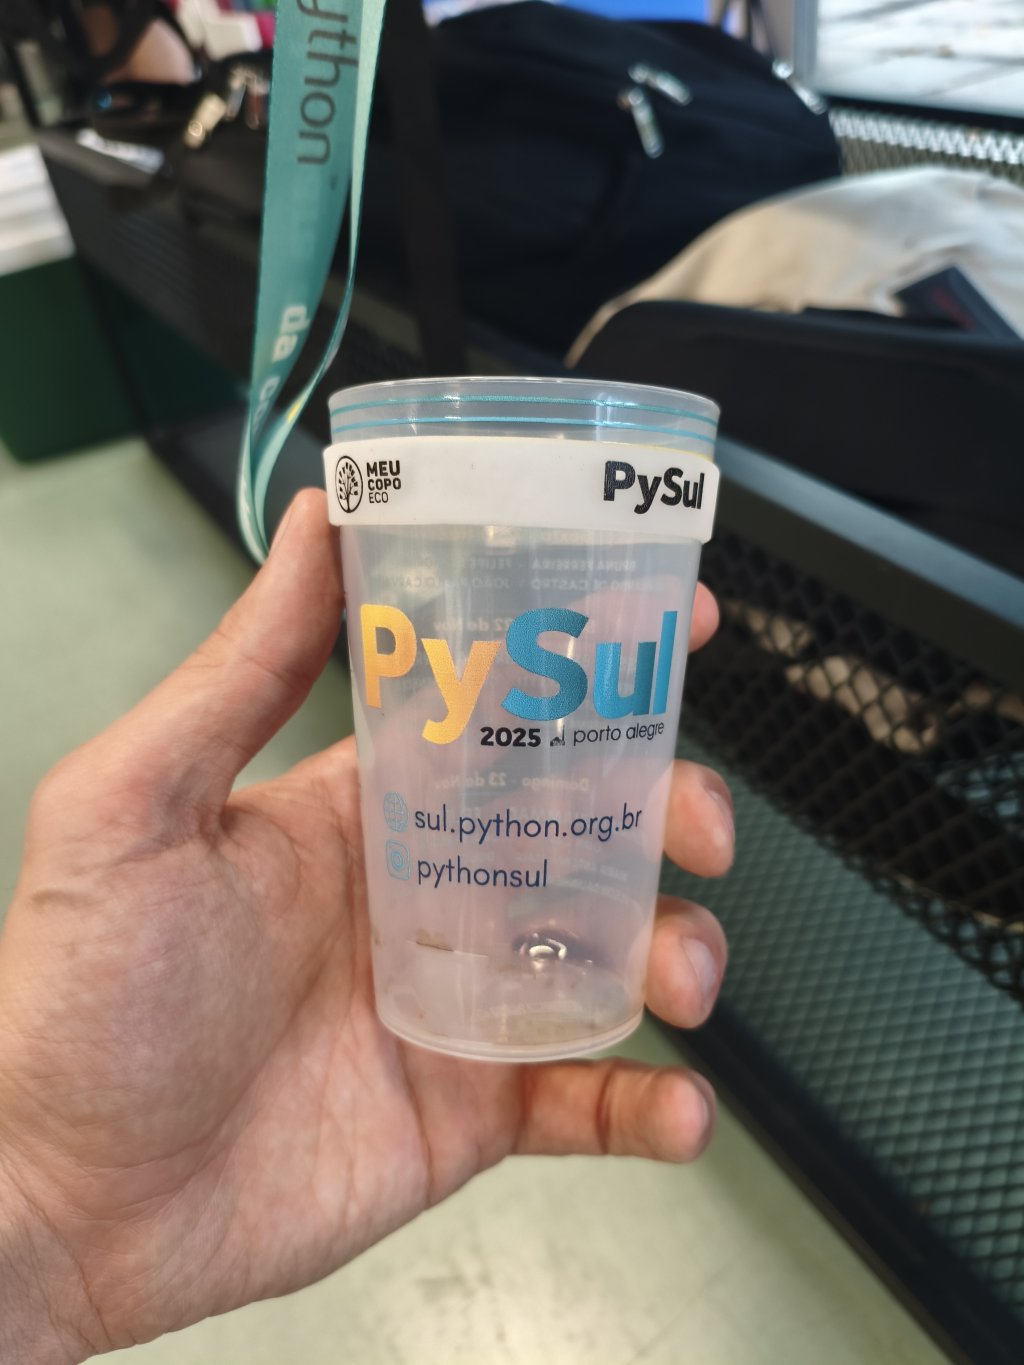 ython
da
MEU
COPO
ECO
PySul
PySul
2025 porto alegre
sul.python.org.br
pythonsul